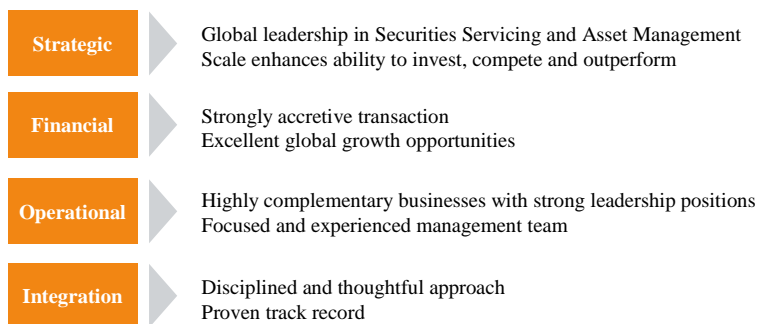 Strategic
Global leadership in Securities Servicing and Asset Management
Scale enhances ability to invest, compete and outperform
Financial
Strongly accretive transaction
Excellent global growth opportunities
Operational
Highly complementary businesses with strong leadership positions
Focused and experienced management team
Integration
Disciplined and thoughtful approach
Proven track record